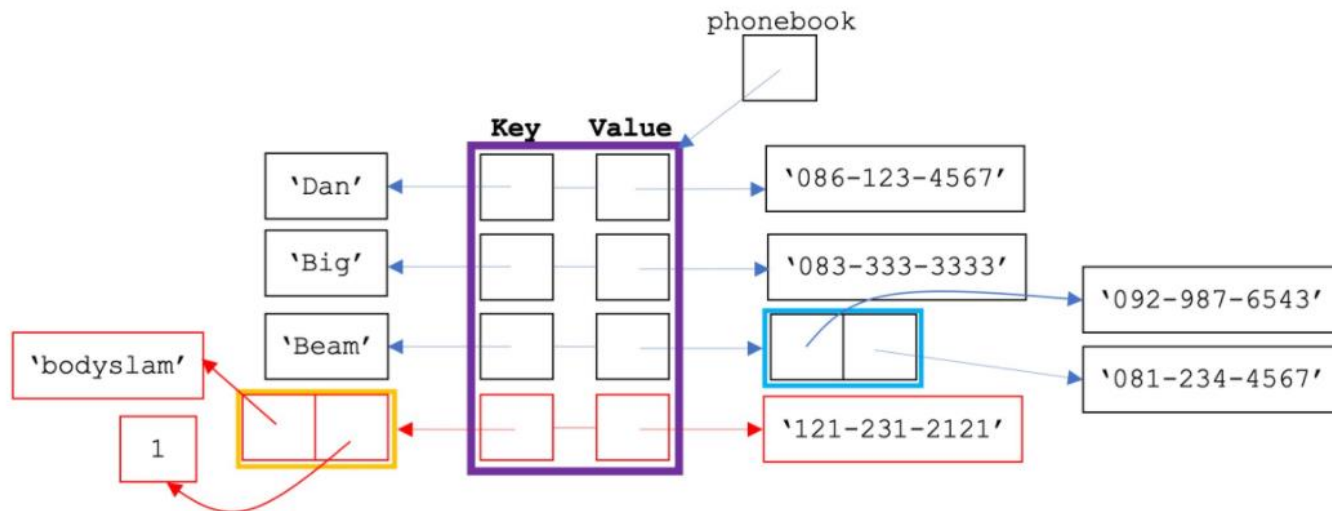 phonebook
Key Value
‘Dan’ ‘086-123-4567’
‘Big’ ‘083-333-3333’
‘092-987-6543’
‘Beam’
‘bodyslam’
‘081-234-4567’
‘121-231-2121’
1